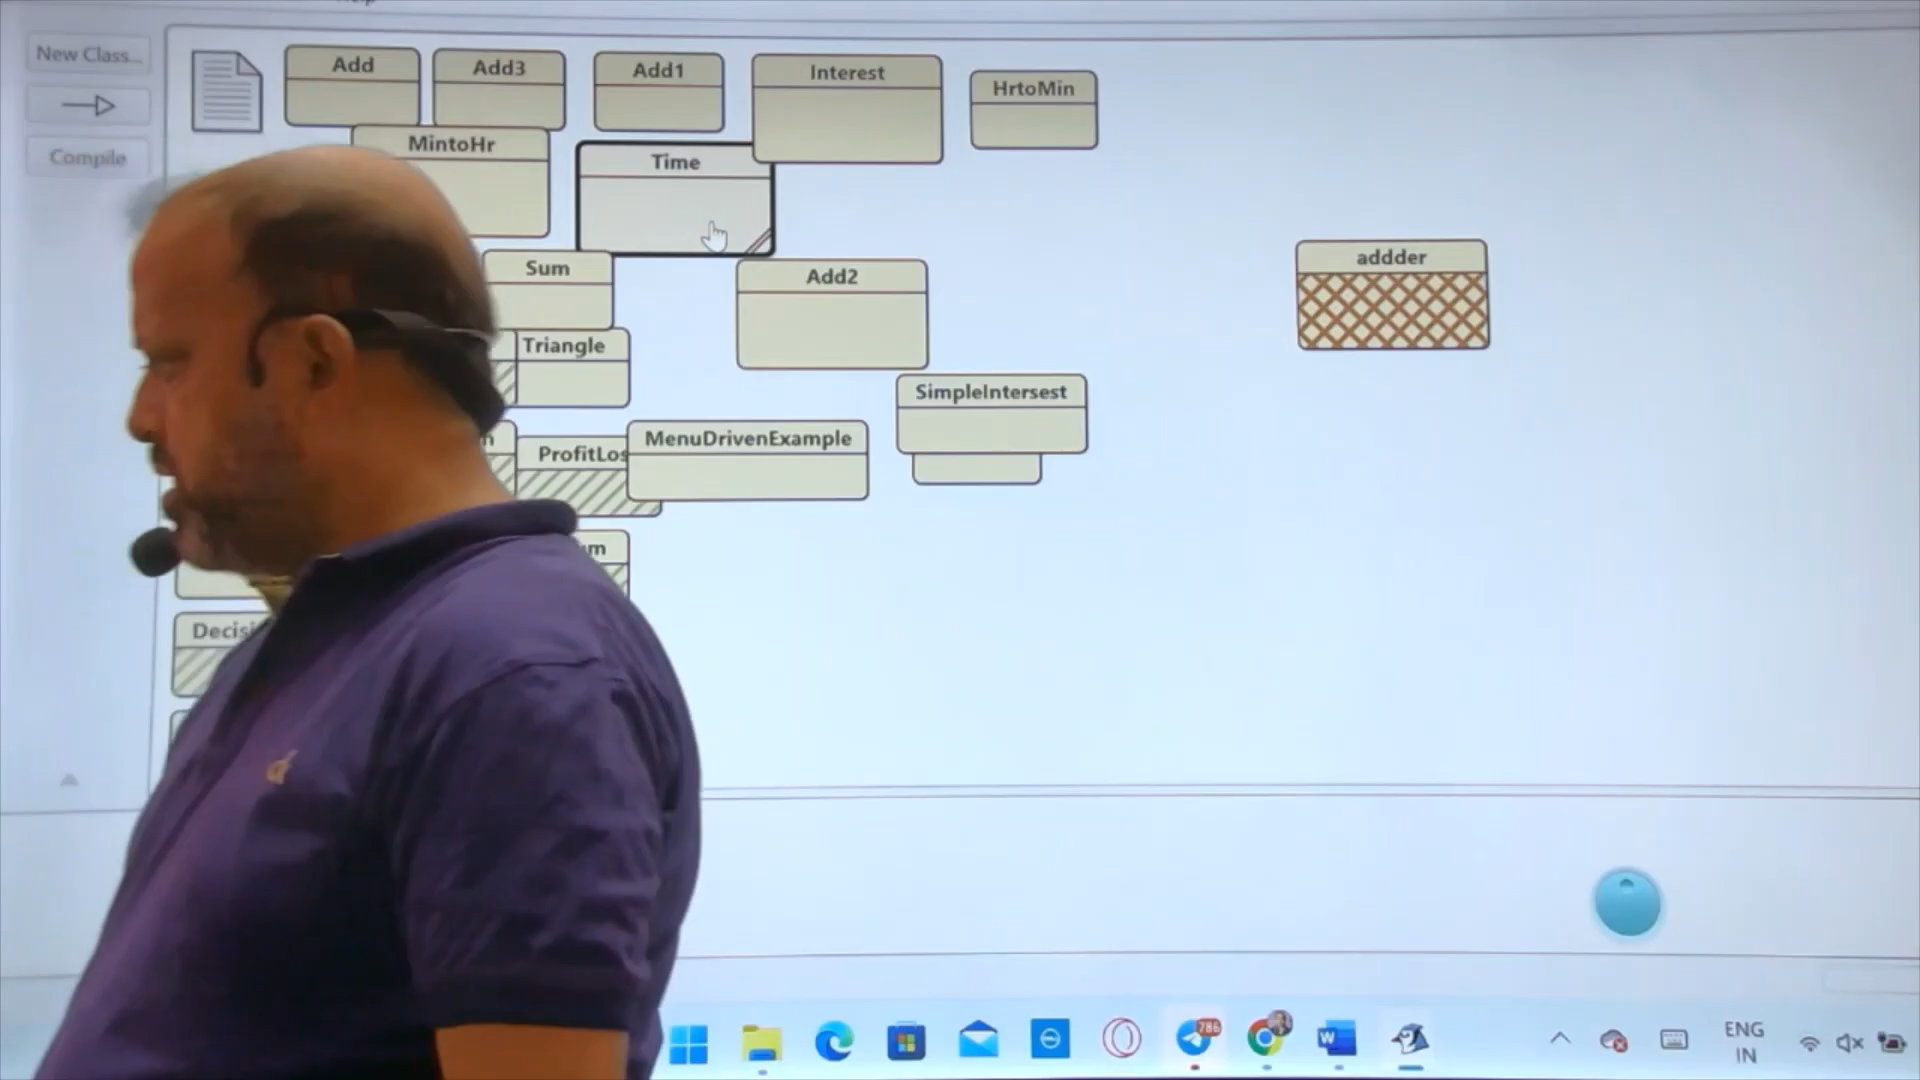 New Class...
Compile
Add
Add3
Add1
Interest
HrtoMin
MintoHr
Time
addder
Sum
Add2
Triangle
SimpleIntersest
MenuDrivenExample
ProfitLos
m
Decisi
786
ENG
IN